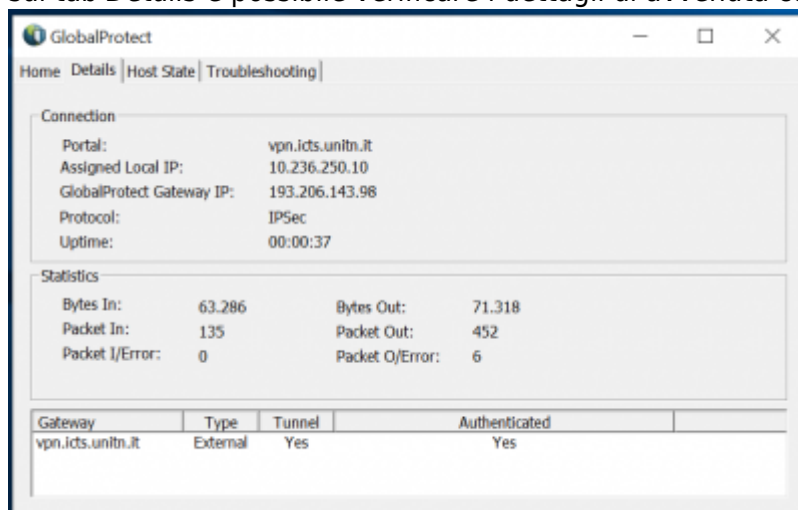 GlobalProtect
Home Details Host State Troubleshooting
Connection
Portal: vpn.icts.unitn.it
Assigned Local IP: 10.236.250.10
GlobalProtect Gateway IP: 193.206.143.98
Protocol: IPSec
Uptime: 00:00:37
Statistics
Bytes In: 63.286 Bytes Out: 71.318
Packet In: 135 Packet Out: 452
Packet I/Error: 0 Packet O/Error: 6
Gateway Type Tunnel Authenticated
vpn.icts.unitn.it External Yes Yes